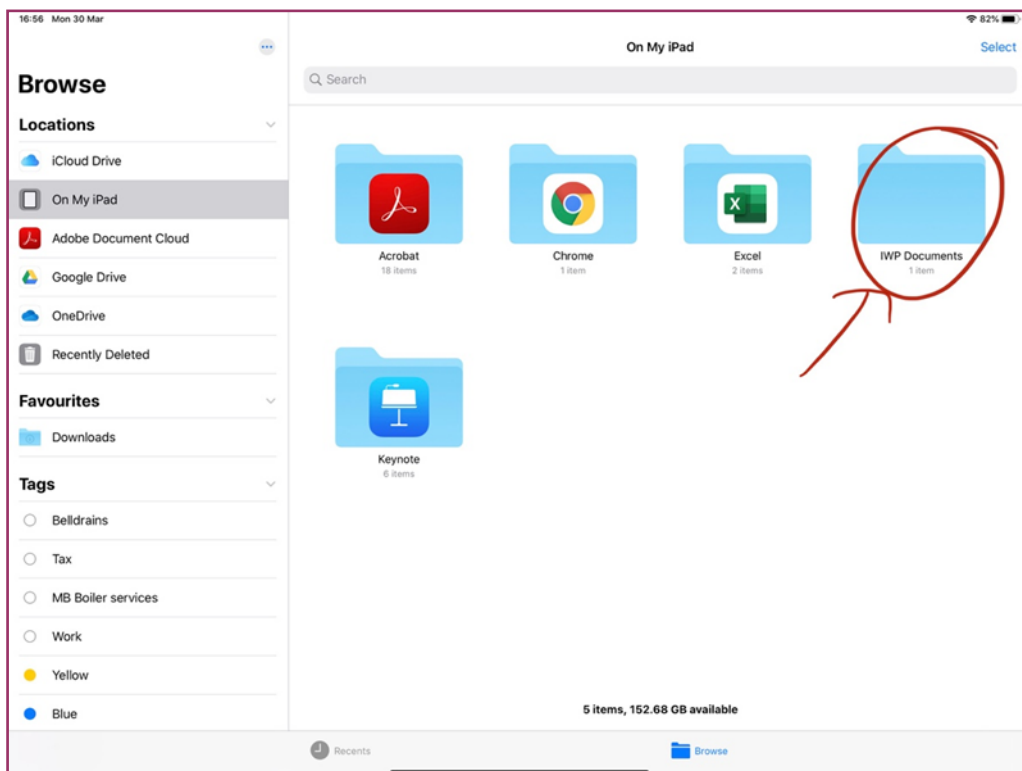 16:56 Mon 30 Mar
82%
Browse
Locations
iCloud Drive
On My iPad
Adobe Document Cloud
Google Drive
OneDrive
Recently Deleted
Favourites
Downloads
Tags
Belldrains
Tax
MB Boiler services
Work
Yellow
Blue
On My iPad
Select
Search
Acrobat
18 items
Chrome
1 item
X
Excel
2 items
IWP Documents
1 item
Keynote
6 items
5 items, 152.68 GB available
Recents
Browse